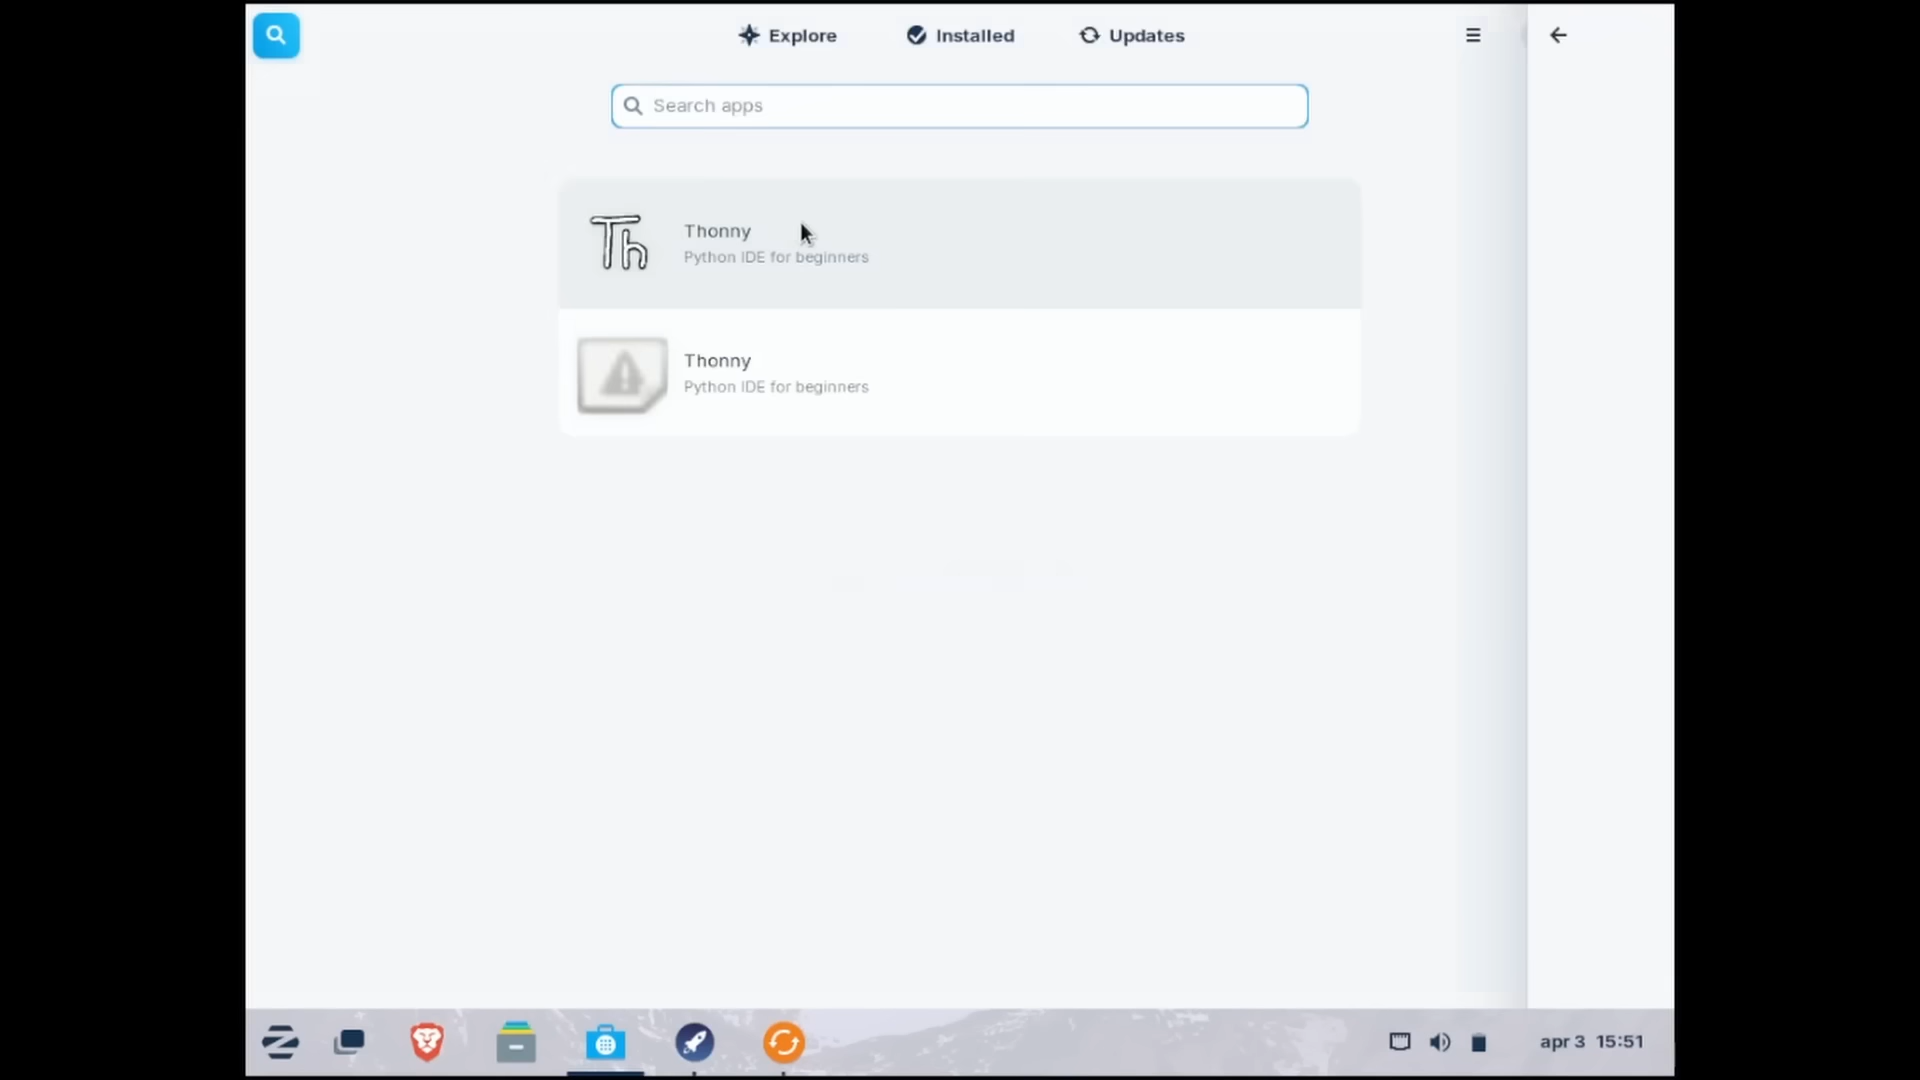 Explore Installed Updates
Search apps
Th
Thonny
Python IDE for beginners
Thonny
Python IDE for beginners
apr 3 15:51